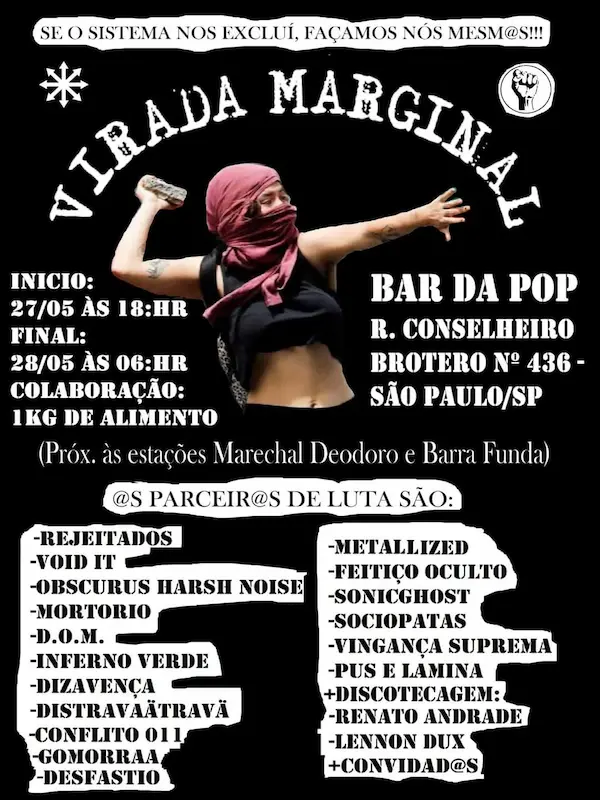 SE O SISTEMA NOS EXCLUÍ, FAÇAMOS NÓS MESM@S!!!
VIRADA MARGINAL
INICIO:
27/05 ÀS 18:HR
FINAL:
28/05 ÀS 06:HR
COLABORAÇÃO:
1KG DE ALIMENTO
BAR DA POP
R. CONSELHEIRO
BROTERO Nº 436 -
SÃO PAULO/SP
(Próx. às estações Marechal Deodoro e Barra Funda)
@S PARCEIR@S DE LUTA SÃO:
-REJEITADOS
-VOID IT
-OBSCURUS HARSH NOISE
-MORTORIO
-D.O.M.
-INFERNO VERDE
-DIZAVENÇA
-DISTRAVAÄTRAVÄ
-CONFLITO 011
-GOMORRAA
-DESFASTIO
-METALLIZED
-FEITIÇO OCULTO
-SONICGHOST
-SOCIOPATAS
-VINGANÇA SUPREMA
-PUS E LÂMINA
+DISCOTECAGEM:
-RENATO ANDRADE
-LENNON DUX
+CONVIDAD@S